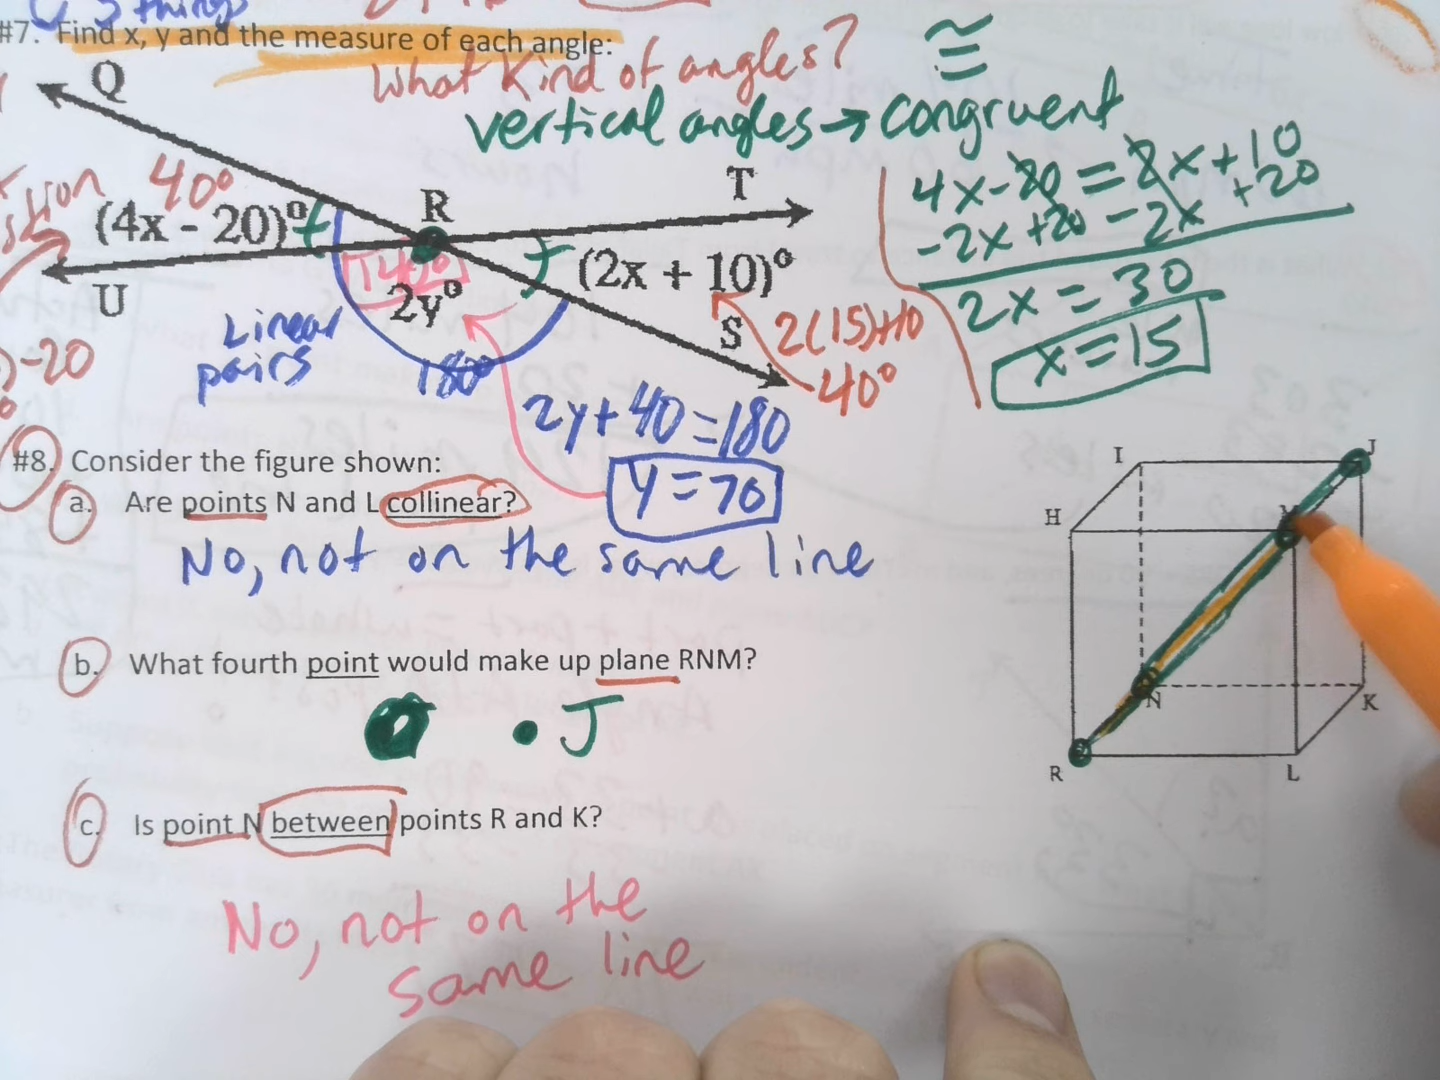 things
#7. Find x, y and the measure of each angle:
What kind of angles? ≅
vertical angles → congruent
Q
40°
(4x - 20)°
R
T
U
140
2y°
(2x + 10)°
S
4x-20 = 2x+10
-2x +20 -2x +20
2x = 30
x = 15
Linear
pairs
180°
2(15)+10
40°
-20
2y + 40 = 180
y = 70
#8. Consider the figure shown:
a. Are points N and L collinear?
No, not on the same line
b. What fourth point would make up plane RNM?
• J
c. Is point N between points R and K?
No, not on the
same line
I
J
H
M
N
K
R
L